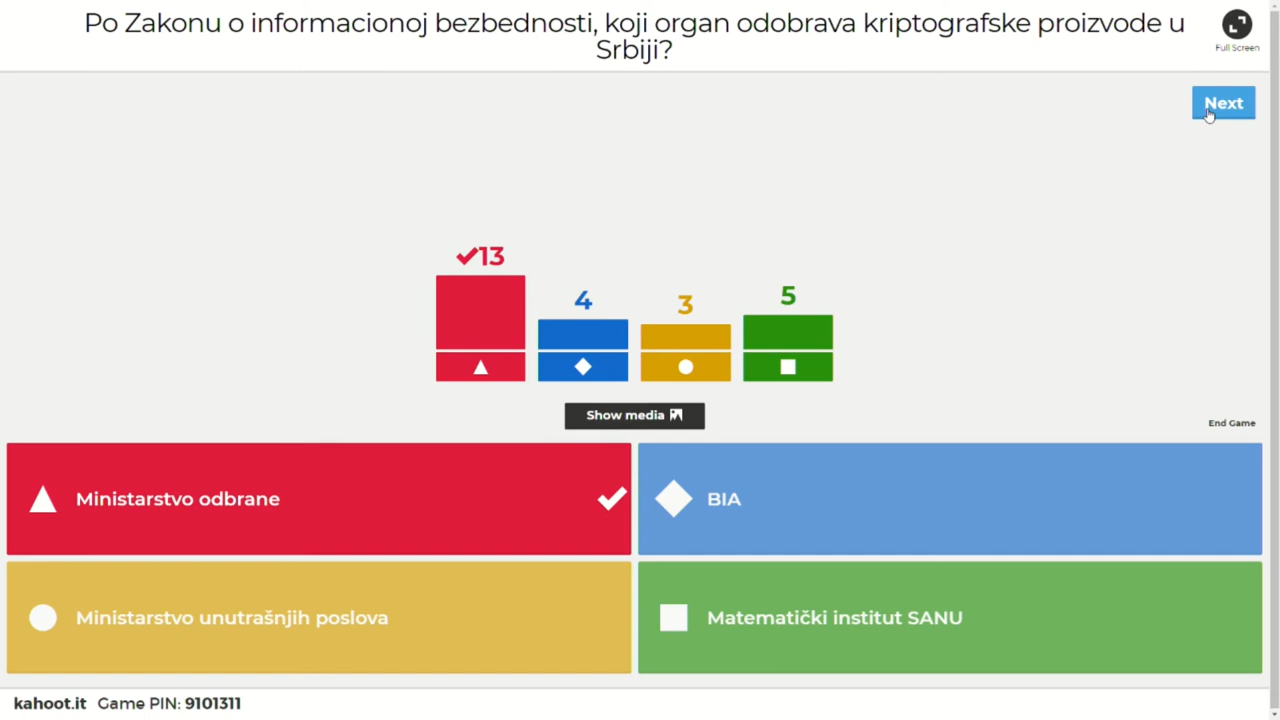 Po Zakonu o informacionoj bezbednosti, koji organ odobrava kriptografske proizvode u
Srbiji?
Full Screen
Next
13
4
3
5
Show media
End Game
Ministarstvo odbrane
BIA
Ministarstvo unutrašnjih poslova
Matematički institut SANU
kahoot.it Game PIN: 9101311